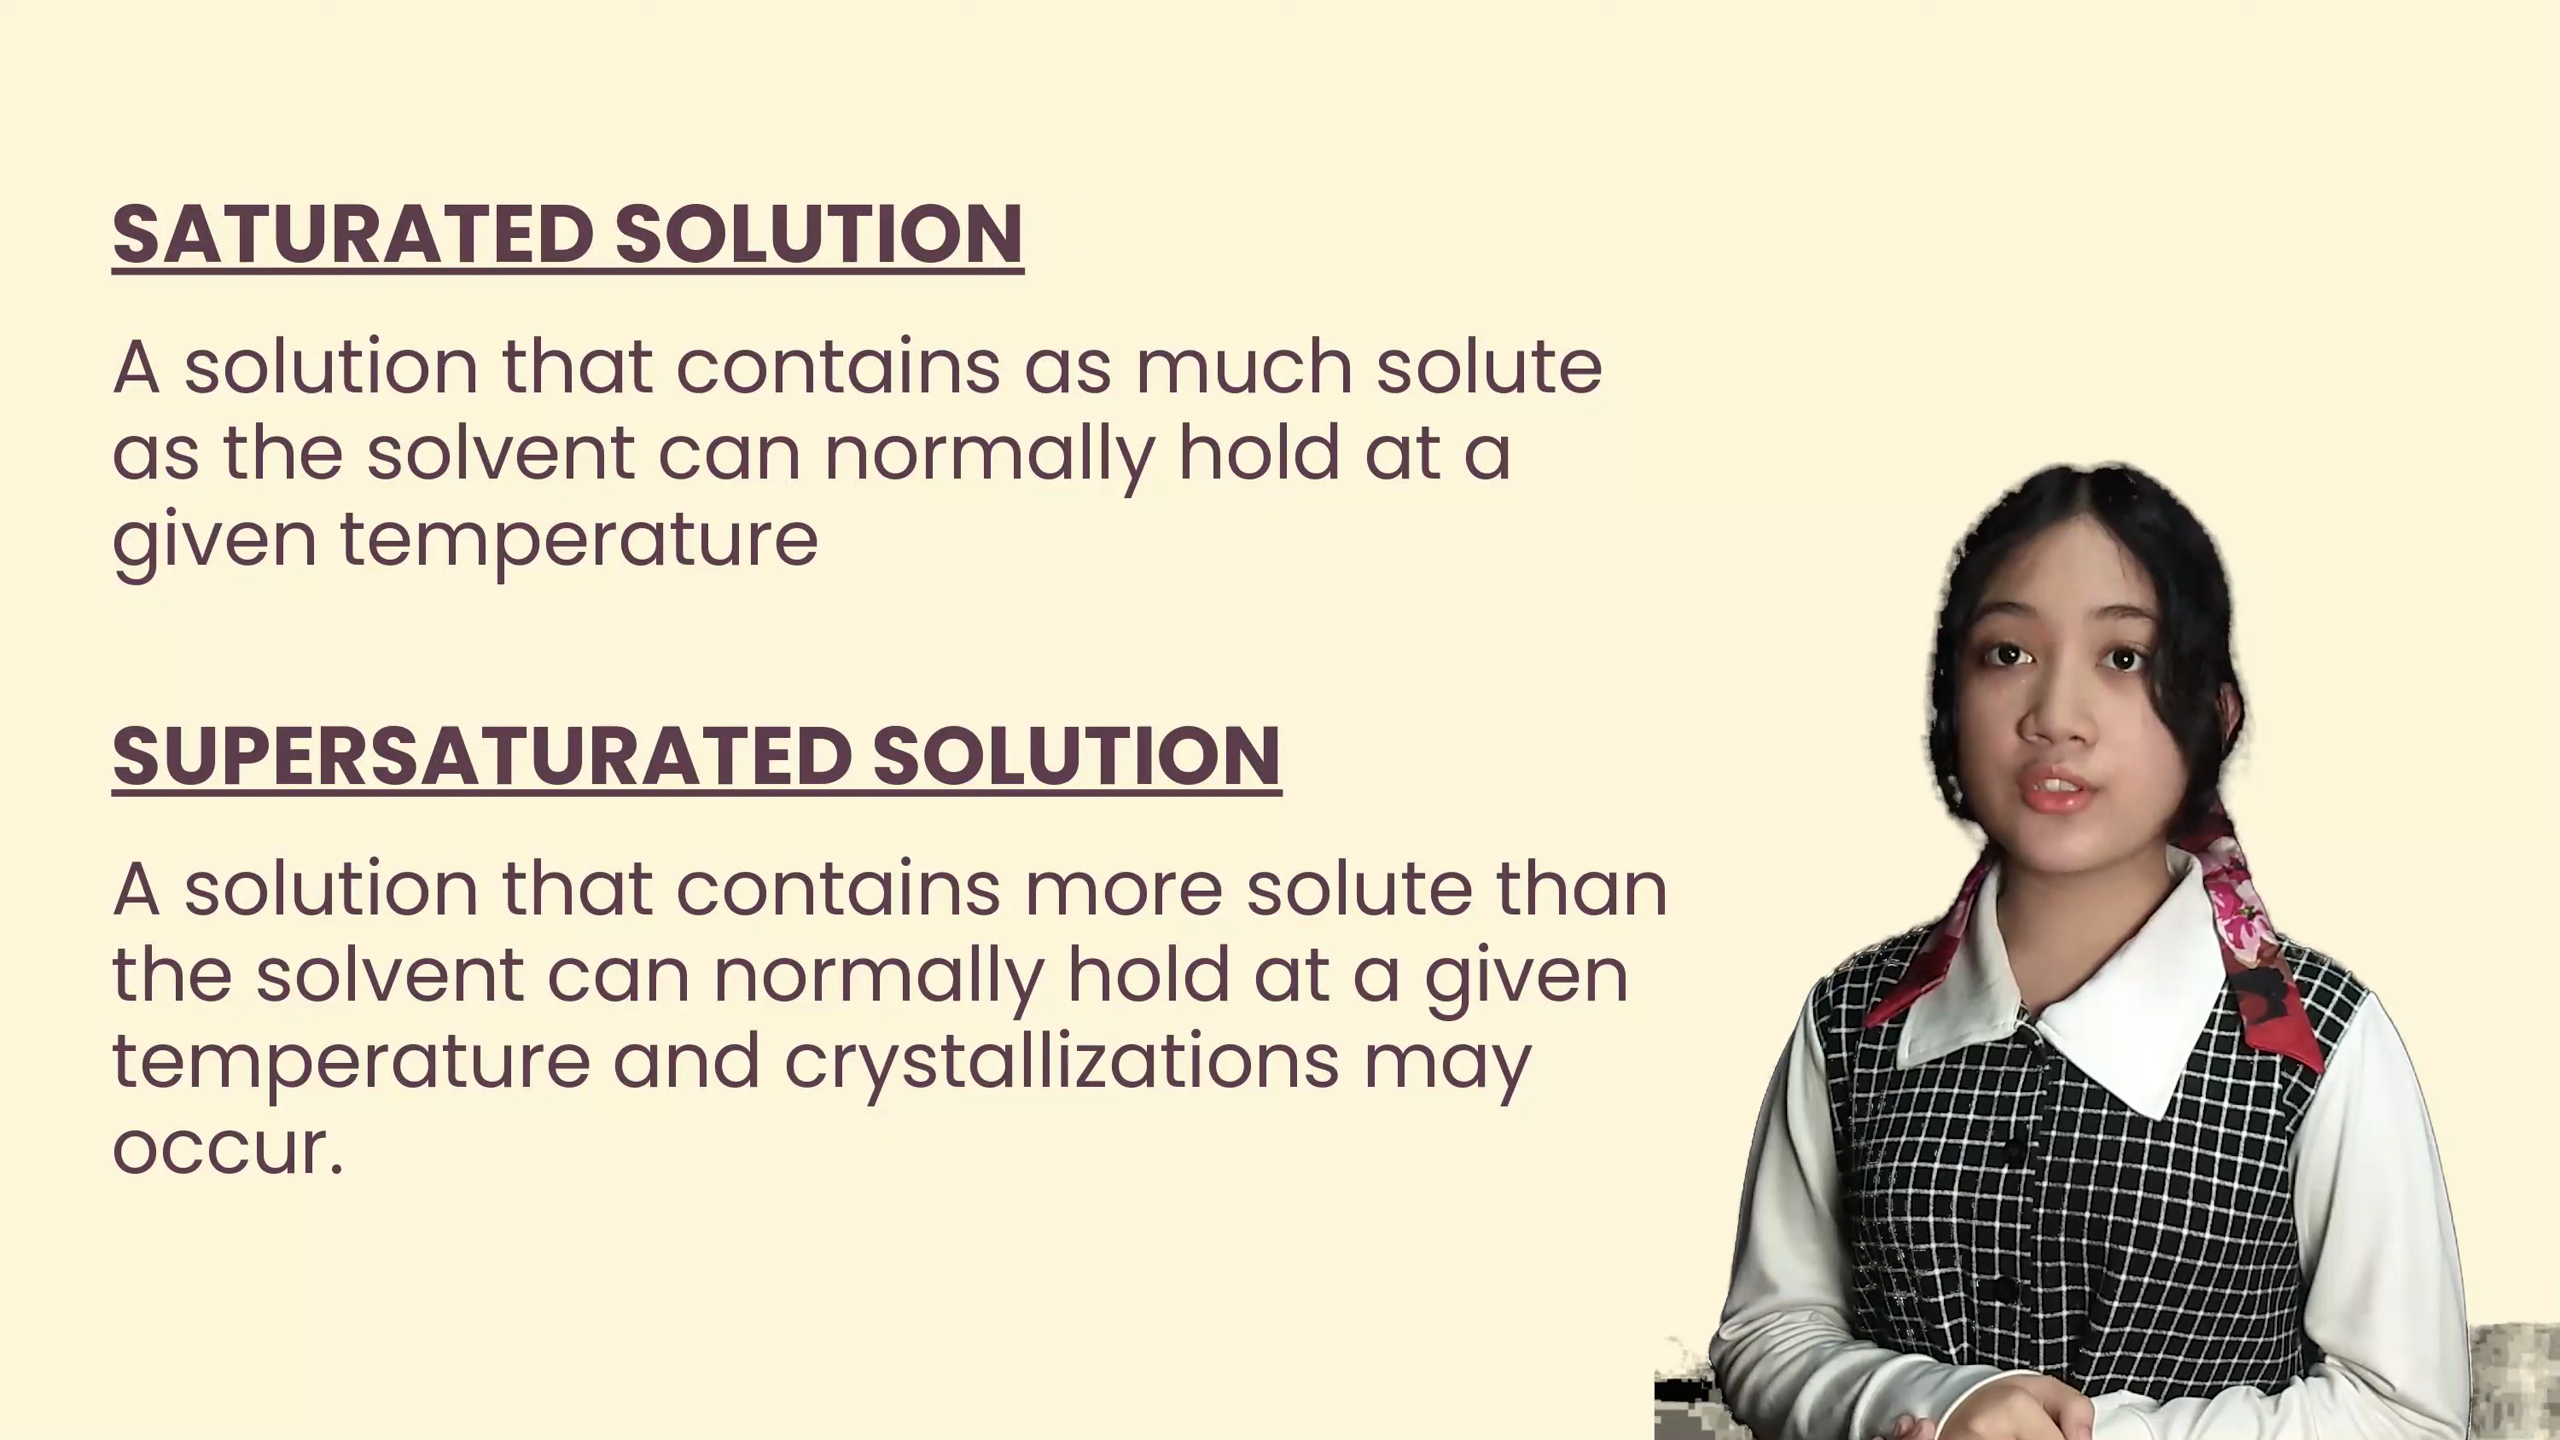 SATURATED SOLUTION
A solution that contains as much solute
as the solvent can normally hold at a
given temperature
SUPERSATURATED SOLUTION
A solution that contains more solute than
the solvent can normally hold at a given
temperature and crystallizations may
occur.